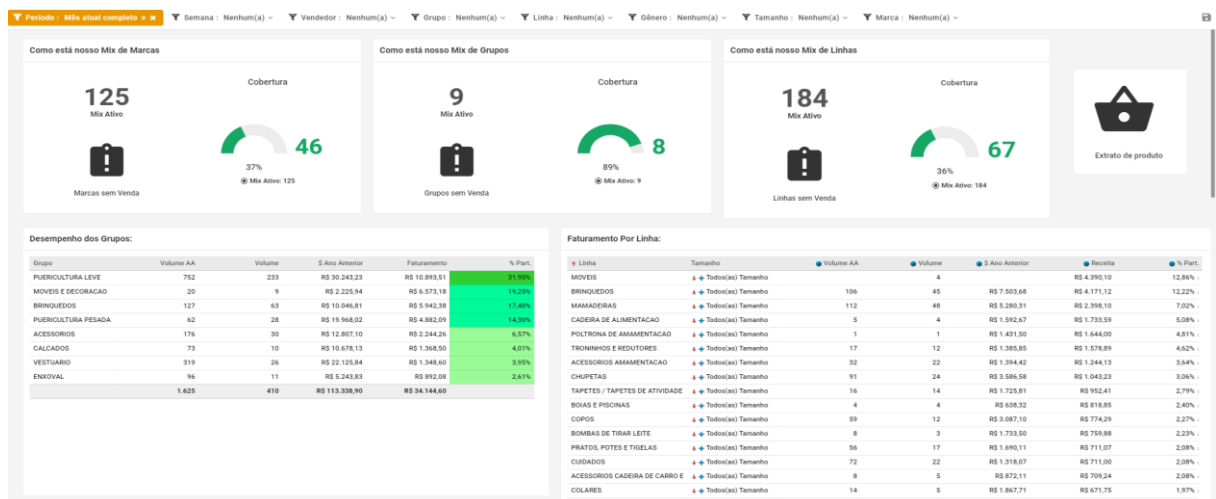 Período : Mês atual completo > × Semana : Nenhum(a) Vendedor : Nenhum(a) Grupo : Nenhum(a) Linha : Nenhum(a) Gênero : Nenhum(a) Tamanho : Nenhum(a) Marca : Nenhum(a)
Como está nosso Mix de Marcas
125
Mix Ativo
Cobertura
46
37%
Mix Ativo: 125
Marcas sem Venda
Como está nosso Mix de Grupos
9
Mix Ativo
Cobertura
8
89%
Mix Ativo: 9
Grupos sem Venda
Como está nosso Mix de Linhas
184
Mix Ativo
Cobertura
67
36%
Mix Ativo: 184
Linhas sem Venda
Extrato de produto
Desempenho dos Grupos:
Grupo Volume AA Volume $ Ano Anterior Faturamento % Part.
PUERICULTURA LEVE 752 233 R$ 30.243,23 R$ 10.893,51 31,90%
MOVEIS E DECORACAO 20 9 R$ 2.225,94 R$ 6.573,18 19,25%
BRINQUEDOS 127 63 R$ 10.046,81 R$ 5.942,38 17,40%
PUERICULTURA PESADA 62 28 R$ 19.968,02 R$ 4.882,09 14,30%
ACESSORIOS 176 30 R$ 12.807,10 R$ 2.244,26 6,57%
CALCADOS 73 10 R$ 10.678,13 R$ 1.368,50 4,01%
VESTUARIO 319 26 R$ 22.125,84 R$ 1.348,60 3,95%
ENXOVAL 96 11 R$ 5.243,83 R$ 892,08 2,61%
1.625 410 R$ 113.338,90 R$ 34.144,60
Faturamento Por Linha:
Linha Tamanho Volume AA Volume $ Ano Anterior Receita % Part.
MOVEIS Todos(as) Tamanho 4 R$ 4.390,10 12,86%
BRINQUEDOS Todos(as) Tamanho 106 45 R$ 7.503,68 R$ 4.171,12 12,22%
MAMADEIRAS Todos(as) Tamanho 112 48 R$ 5.280,31 R$ 2.398,10 7,02%
CADEIRA DE ALIMENTACAO Todos(as) Tamanho 5 4 R$ 1.592,67 R$ 1.733,59 5,08%
POLTRONA DE AMAMENTACAO Todos(as) Tamanho 1 1 R$ 1.431,50 R$ 1.644,00 4,81%
TRONINHOS E REDUTORES Todos(as) Tamanho 17 12 R$ 1.385,85 R$ 1.578,89 4,62%
ACESSORIOS AMAMENTACAO Todos(as) Tamanho 32 22 R$ 1.394,42 R$ 1.244,13 3,64%
CHUPETAS Todos(as) Tamanho 91 24 R$ 3.586,58 R$ 1.043,23 3,06%
TAPETES / TAPETES DE ATIVIDADE Todos(as) Tamanho 16 14 R$ 1.725,81 R$ 952,41 2,79%
BOIAS E PISCINAS Todos(as) Tamanho 4 4 R$ 638,32 R$ 818,85 2,40%
COPOS Todos(as) Tamanho 59 12 R$ 3.087,10 R$ 774,29 2,27%
BOMBAS DE TIRAR LEITE Todos(as) Tamanho 8 3 R$ 1.733,50 R$ 759,88 2,23%
PRATOS, POTES E TIGELAS Todos(as) Tamanho 56 17 R$ 1.690,11 R$ 711,07 2,08%
CUIDADOS Todos(as) Tamanho 72 22 R$ 1.318,07 R$ 711,00 2,08%
ACESSORIOS CADEIRA DE CARRO E Todos(as) Tamanho 8 5 R$ 872,11 R$ 709,24 2,08%
COLARES Todos(as) Tamanho 14 5 R$ 1.867,71 R$ 671,75 1,97%